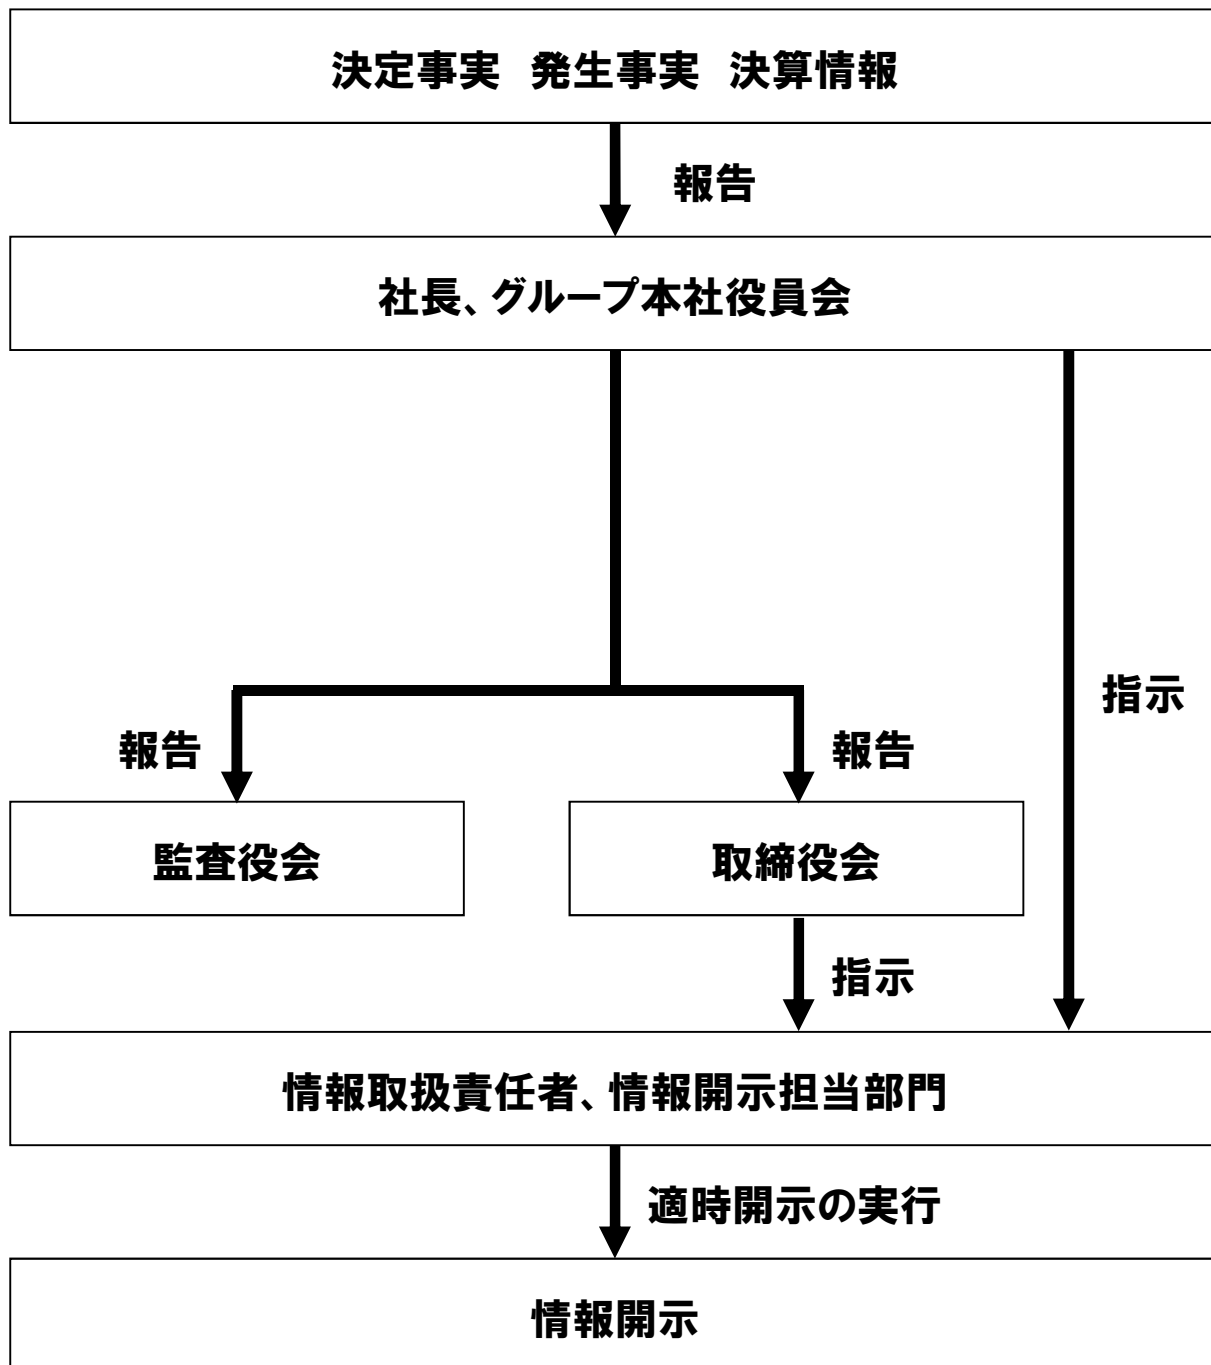 決定事実　発生事実　決算情報
報告
社長、グループ本社役員会
指示
報告
報告
監査役会
取締役会
指示
情報取扱責任者、情報開示担当部門
適時開示の実行
情報開示